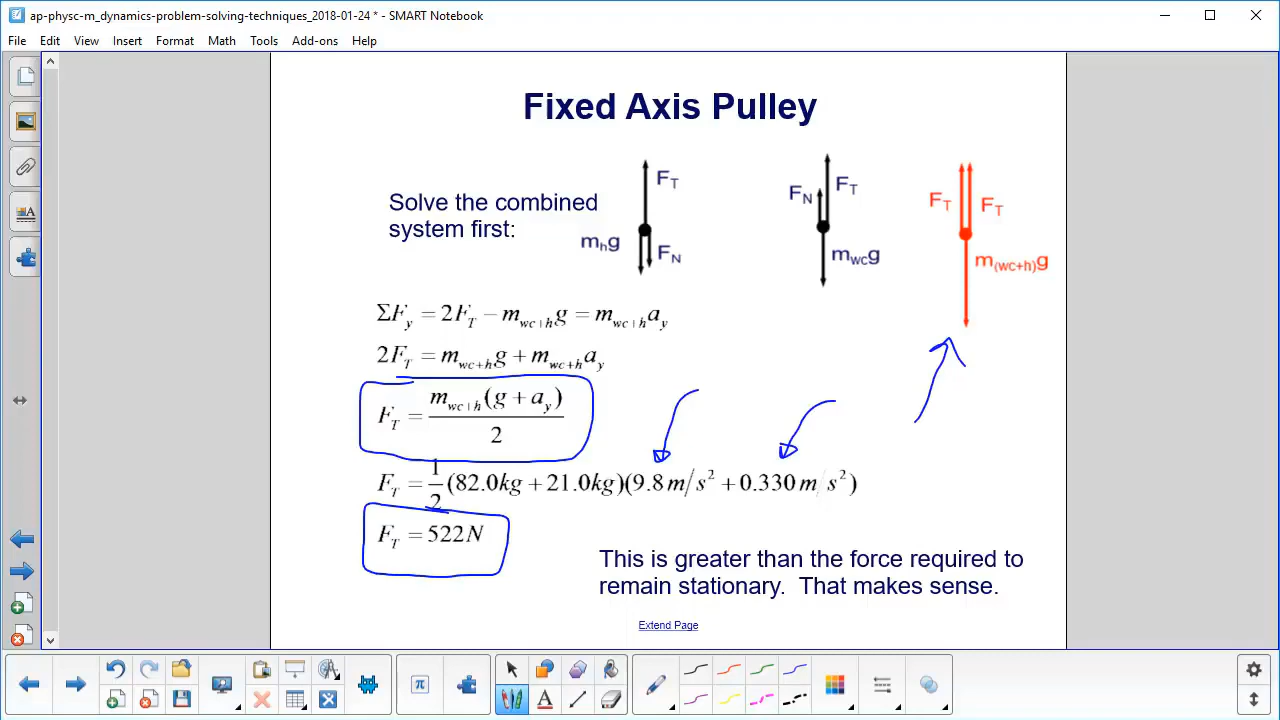 ap-physc-m_dynamics-problem-solving-techniques_2018-01-24 * - SMART Notebook
File Edit View Insert Format Math Tools Add-ons Help
Fixed Axis Pulley
Solve the combined
system first:
F_T
m_hg
F_N
F_N
F_T
m_wcg
F_T
F_T
m_(wc+h)g
ΣF_y = 2F_T − m_wc+h g = m_wc+h a_y
2F_T = m_wc+h g + m_wc+h a_y
F_T = m_wc+h (g + a_y) / 2
F_T = 1/2 (82.0kg + 21.0kg)(9.8 m/s² + 0.330 m/s²)
F_T = 522N
This is greater than the force required to
remain stationary. That makes sense.
Extend Page
π
A